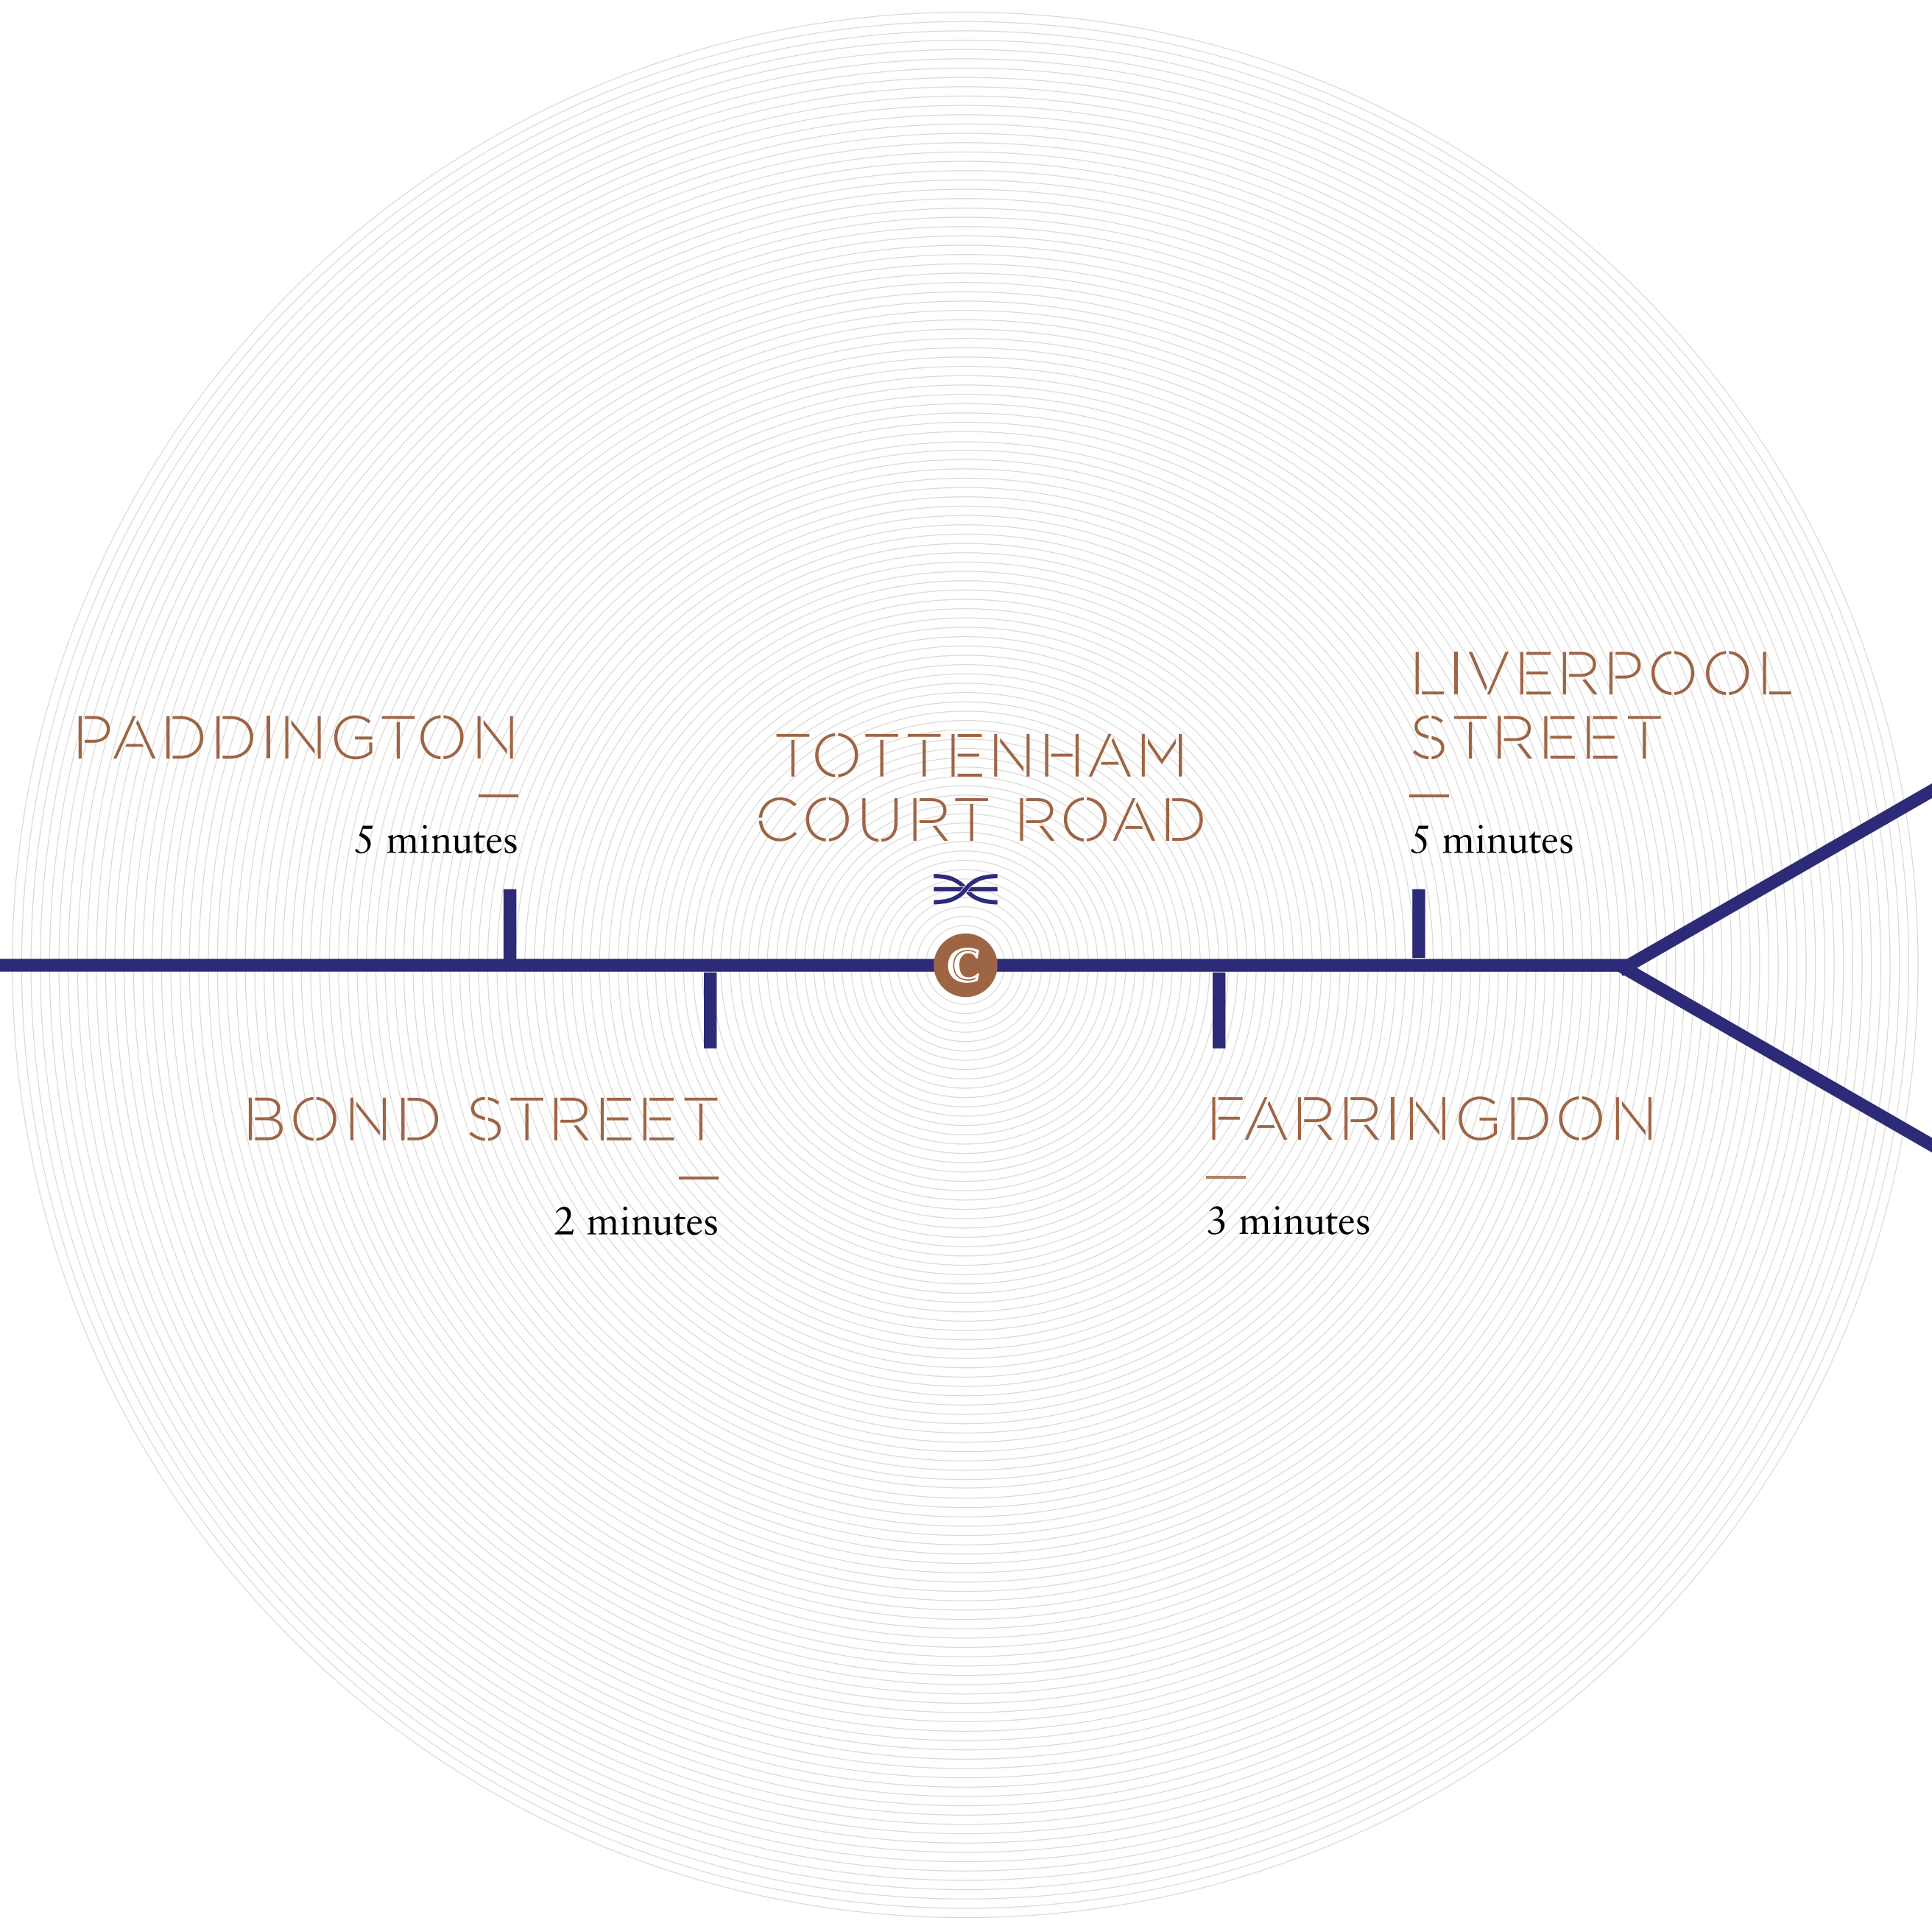 LIVERPOOL
STREET
5 minutes
PADDINGTON
5 minutes
TOTTENHAM
COURT ROAD
C
BOND STREET
2 minutes
FARRINGDON
3 minutes